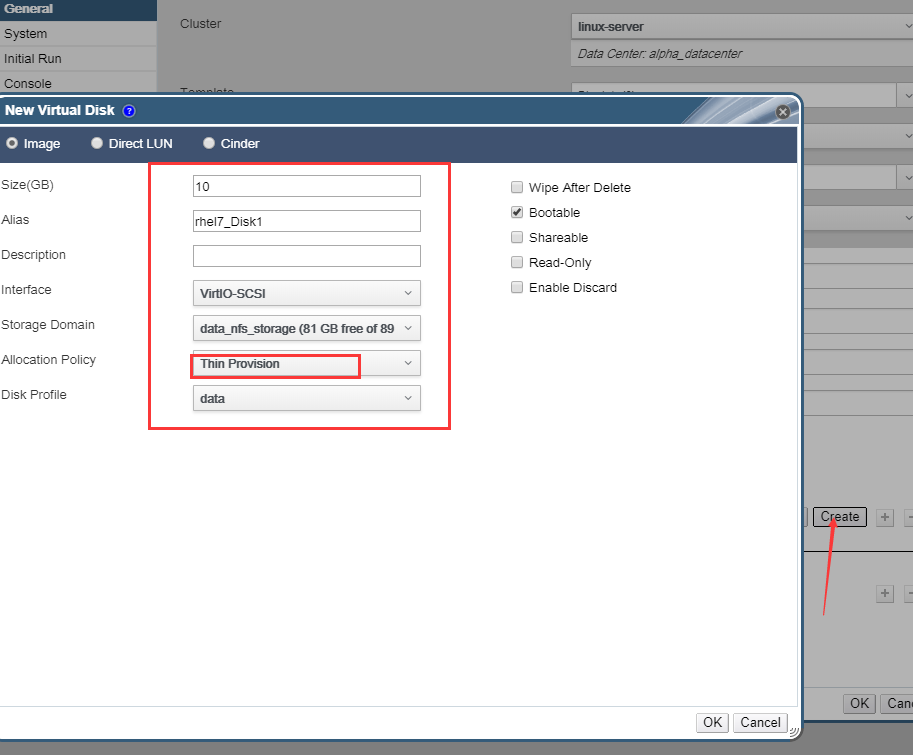 General
System
Initial Run
Console
Cluster
linux-server
Data Center: alpha_datacenter
New Virtual Disk ?
Image Direct LUN Cinder
Size(GB) 10
Alias rhel7_Disk1
Description
Interface VirtIO-SCSI
Storage Domain data_nfs_storage (81 GB free of 89
Allocation Policy Thin Provision
Disk Profile data
Wipe After Delete
Bootable
Shareable
Read-Only
Enable Discard
Create + -
+ -
OK Cancel
OK Canc